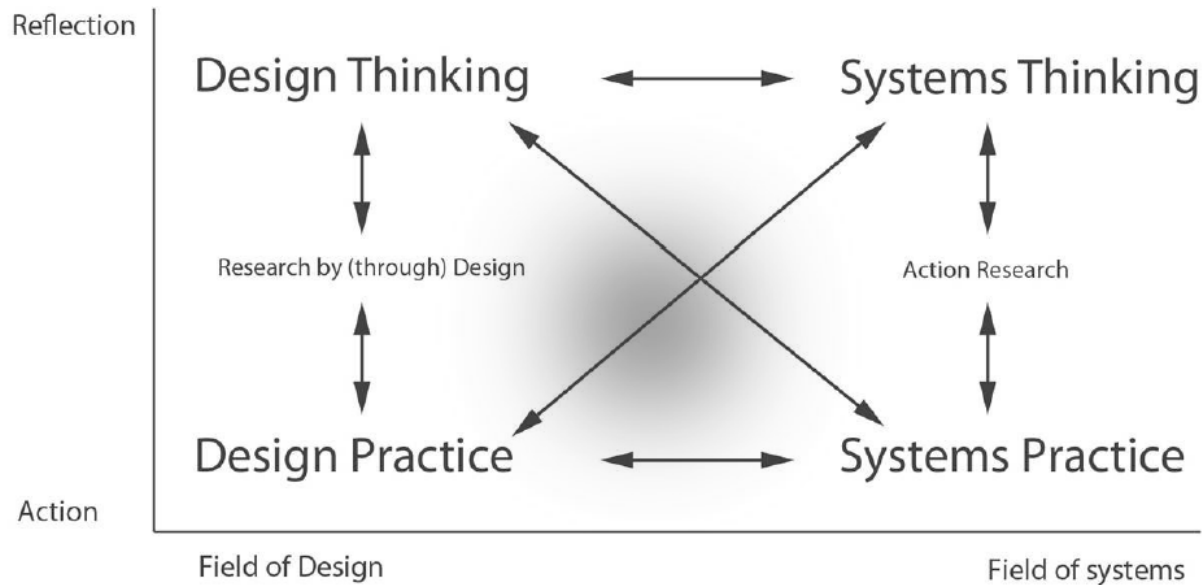 Reflection
Design Thinking
Systems Thinking
Research by (through) Design
Action Research
Design Practice
Systems Practice
Action
Field of Design
Field of systems